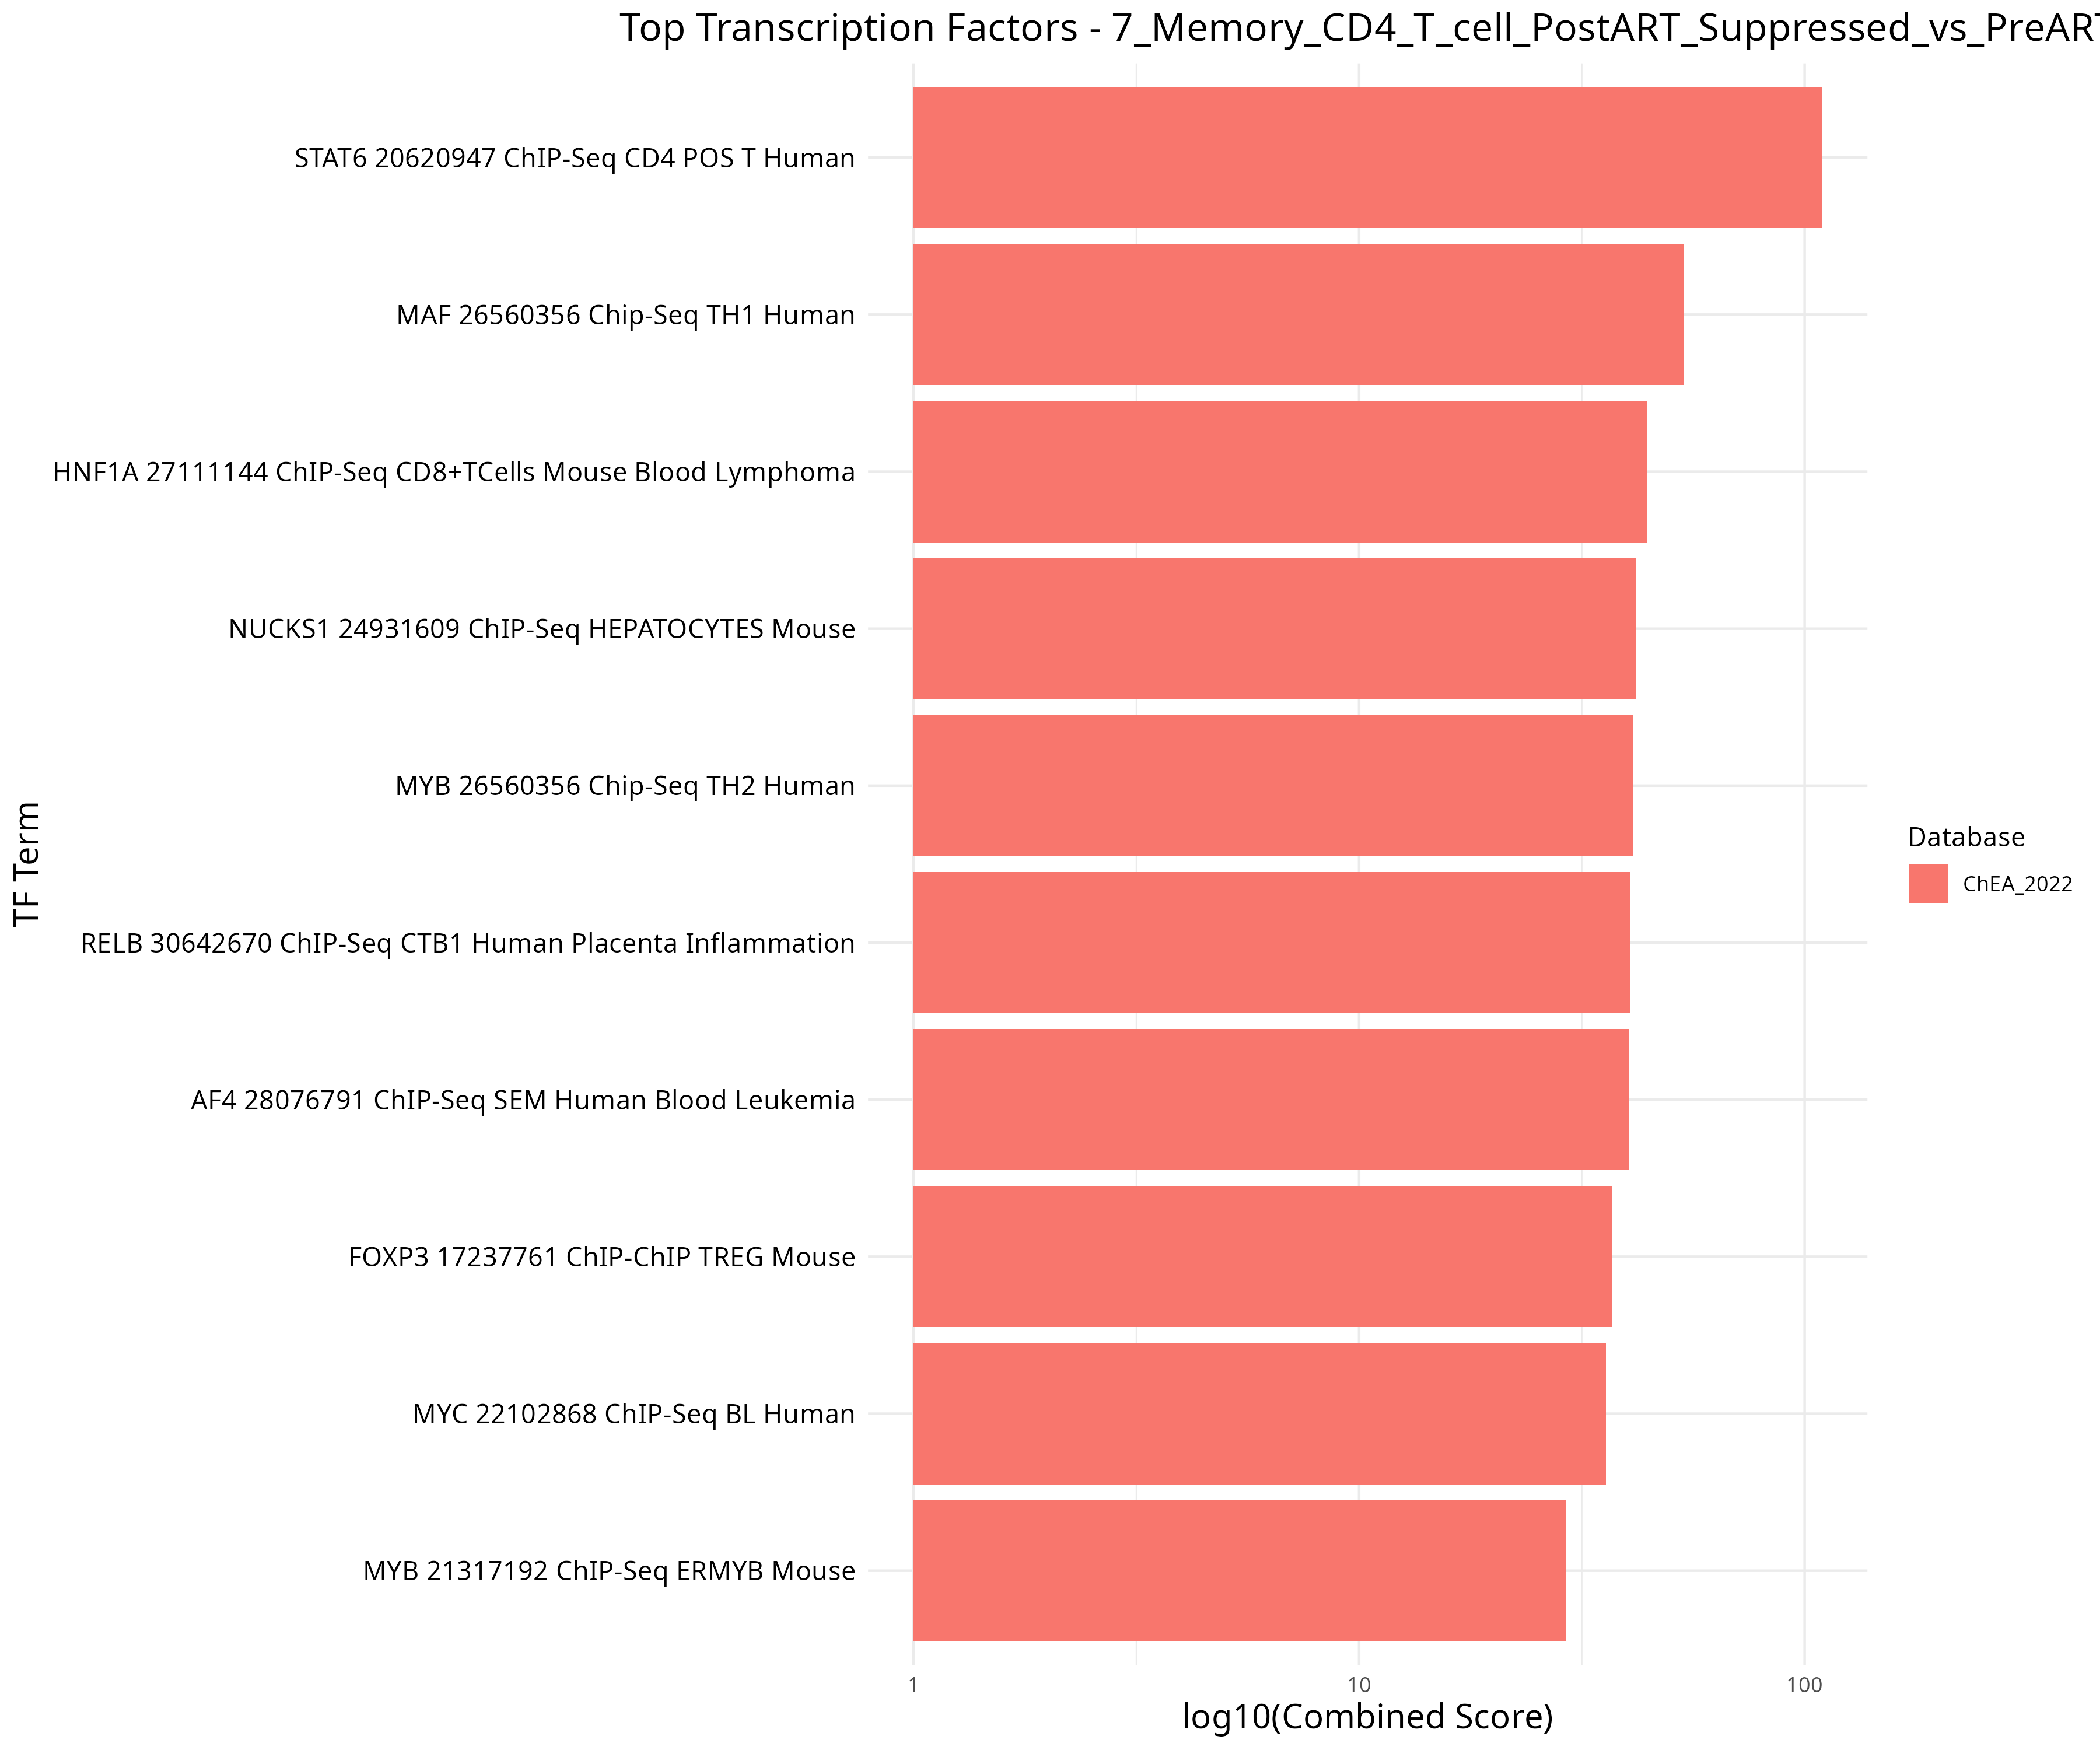 Top Transcription Factors - 7_Memory_CD4_T_cell_PostART_Suppressed_vs_PreART
STAT6 20620947 ChIP-Seq CD4 POS T Human
MAF 26560356 Chip-Seq TH1 Human
HNF1A 27111144 ChIP-Seq CD8+TCells Mouse Blood Lymphoma
NUCKS1 24931609 ChIP-Seq HEPATOCYTES Mouse
MYB 26560356 Chip-Seq TH2 Human
RELB 30642670 ChIP-Seq CTB1 Human Placenta Inflammation
AF4 28076791 ChIP-Seq SEM Human Blood Leukemia
FOXP3 17237761 ChIP-ChIP TREG Mouse
MYC 22102868 ChIP-Seq BL Human
MYB 21317192 ChIP-Seq ERMYB Mouse
TF Term
1 10 100
log10(Combined Score)
Database
ChEA_2022